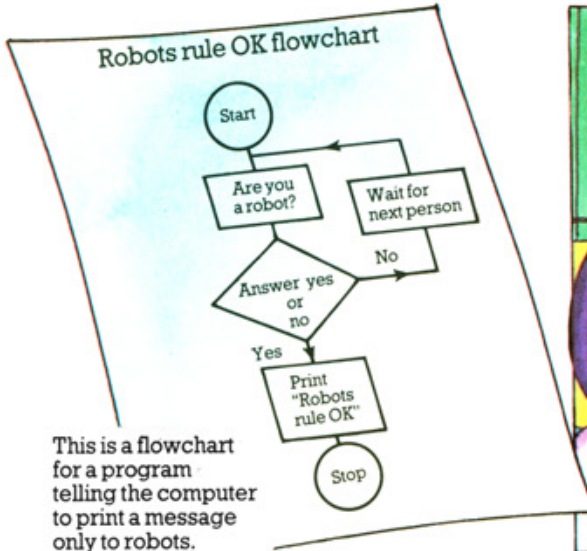 Robots rule OK flowchart
Start
Are you
a robot?
Wait for
next person
No
Answer yes
or
no
Yes
Print
"Robots
rule OK"
Stop
This is a flowchart
for a program
telling the computer
to print a message
only to robots.